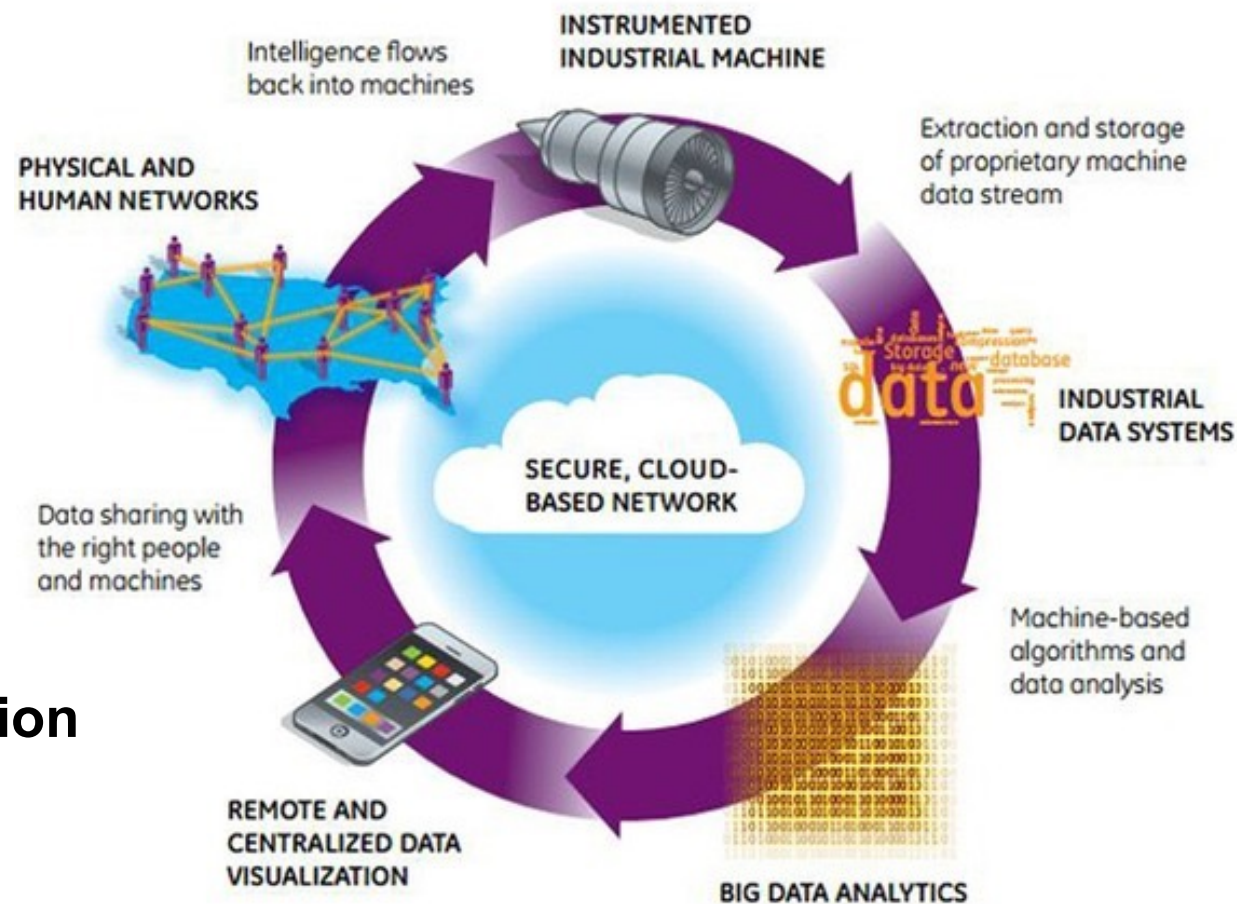 INSTRUMENTED
INDUSTRIAL MACHINE
Intelligence flows
back into machines
Extraction and storage
of proprietary machine
data stream
PHYSICAL AND
HUMAN NETWORKS
Storage
compression
database
data
INDUSTRIAL
DATA SYSTEMS
SECURE, CLOUD-
BASED NETWORK
Data sharing with
the right people
and machines
Machine-based
algorithms and
data analysis
ion
REMOTE AND
CENTRALIZED DATA
VISUALIZATION
BIG DATA ANALYTICS